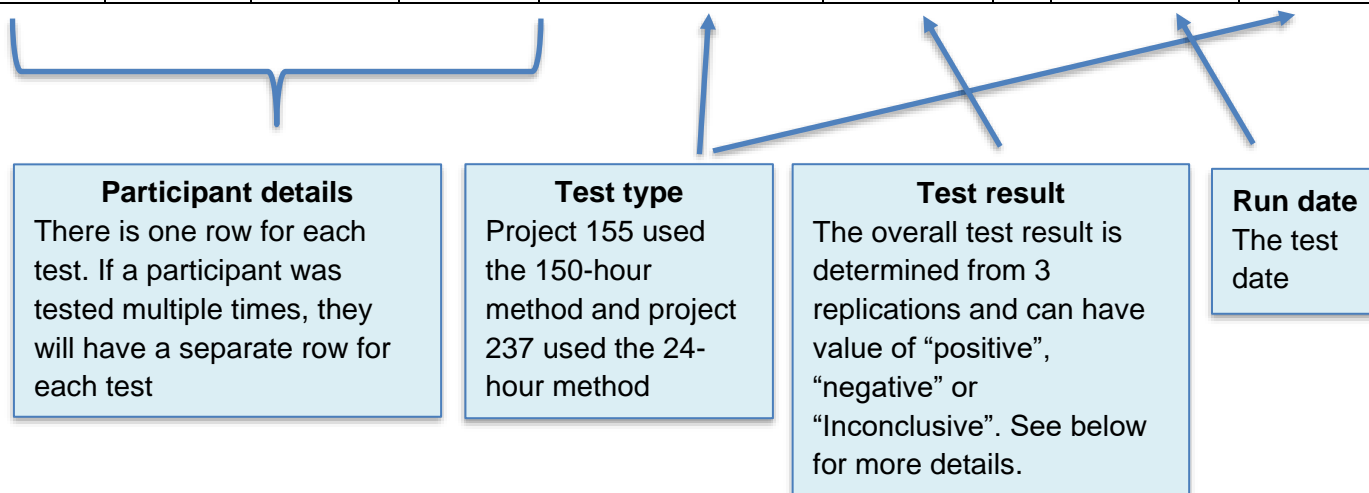 Participant details
There is one row for each
test. If a participant was
tested multiple times, they
will have a separate row for
each test
Test type
Project 155 used
the 150-hour
method and project
237 used the 24-
hour method
Test result
The overall test result is
determined from 3
replications and can have
value of “positive”,
“negative” or
“Inconclusive”. See below
for more details.
Run date
The test
date